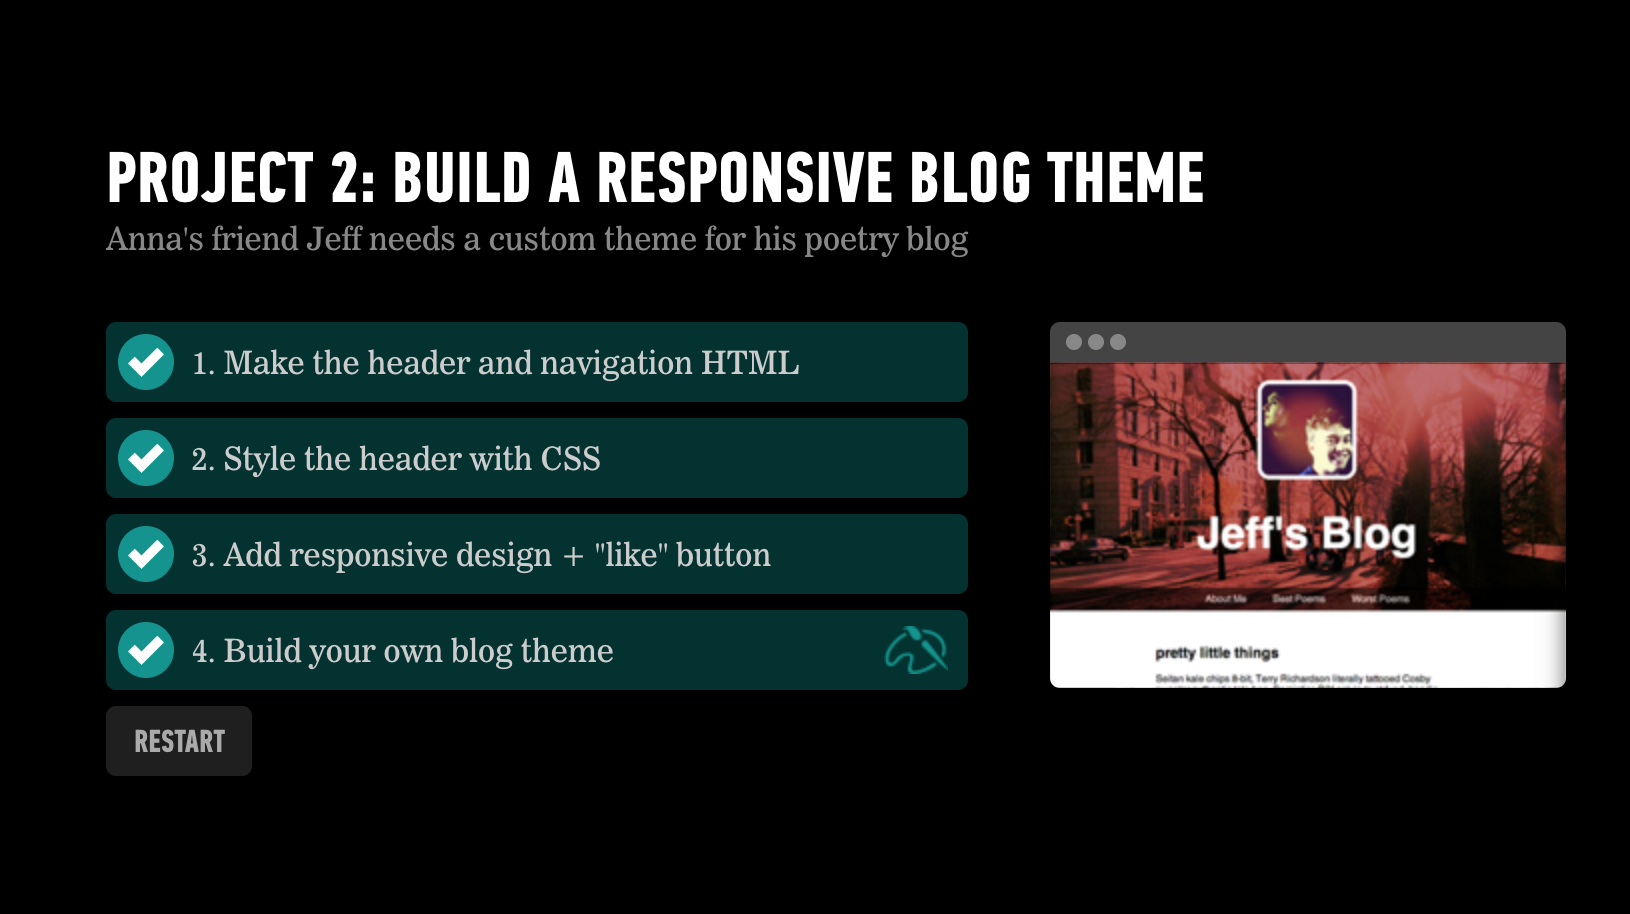 PROJECT 2: BUILD A RESPONSIVE BLOG THEME
Anna's friend Jeff needs a custom theme for his poetry blog
1. Make the header and navigation HTML
2. Style the header with CSS
3. Add responsive design + "like" button
4. Build your own blog theme
RESTART
Jeff's Blog
About Me Best Poems Worst Poems
pretty little things
Seitan kale chips 8-bit, Terry Richardson literally tattooed Cosby